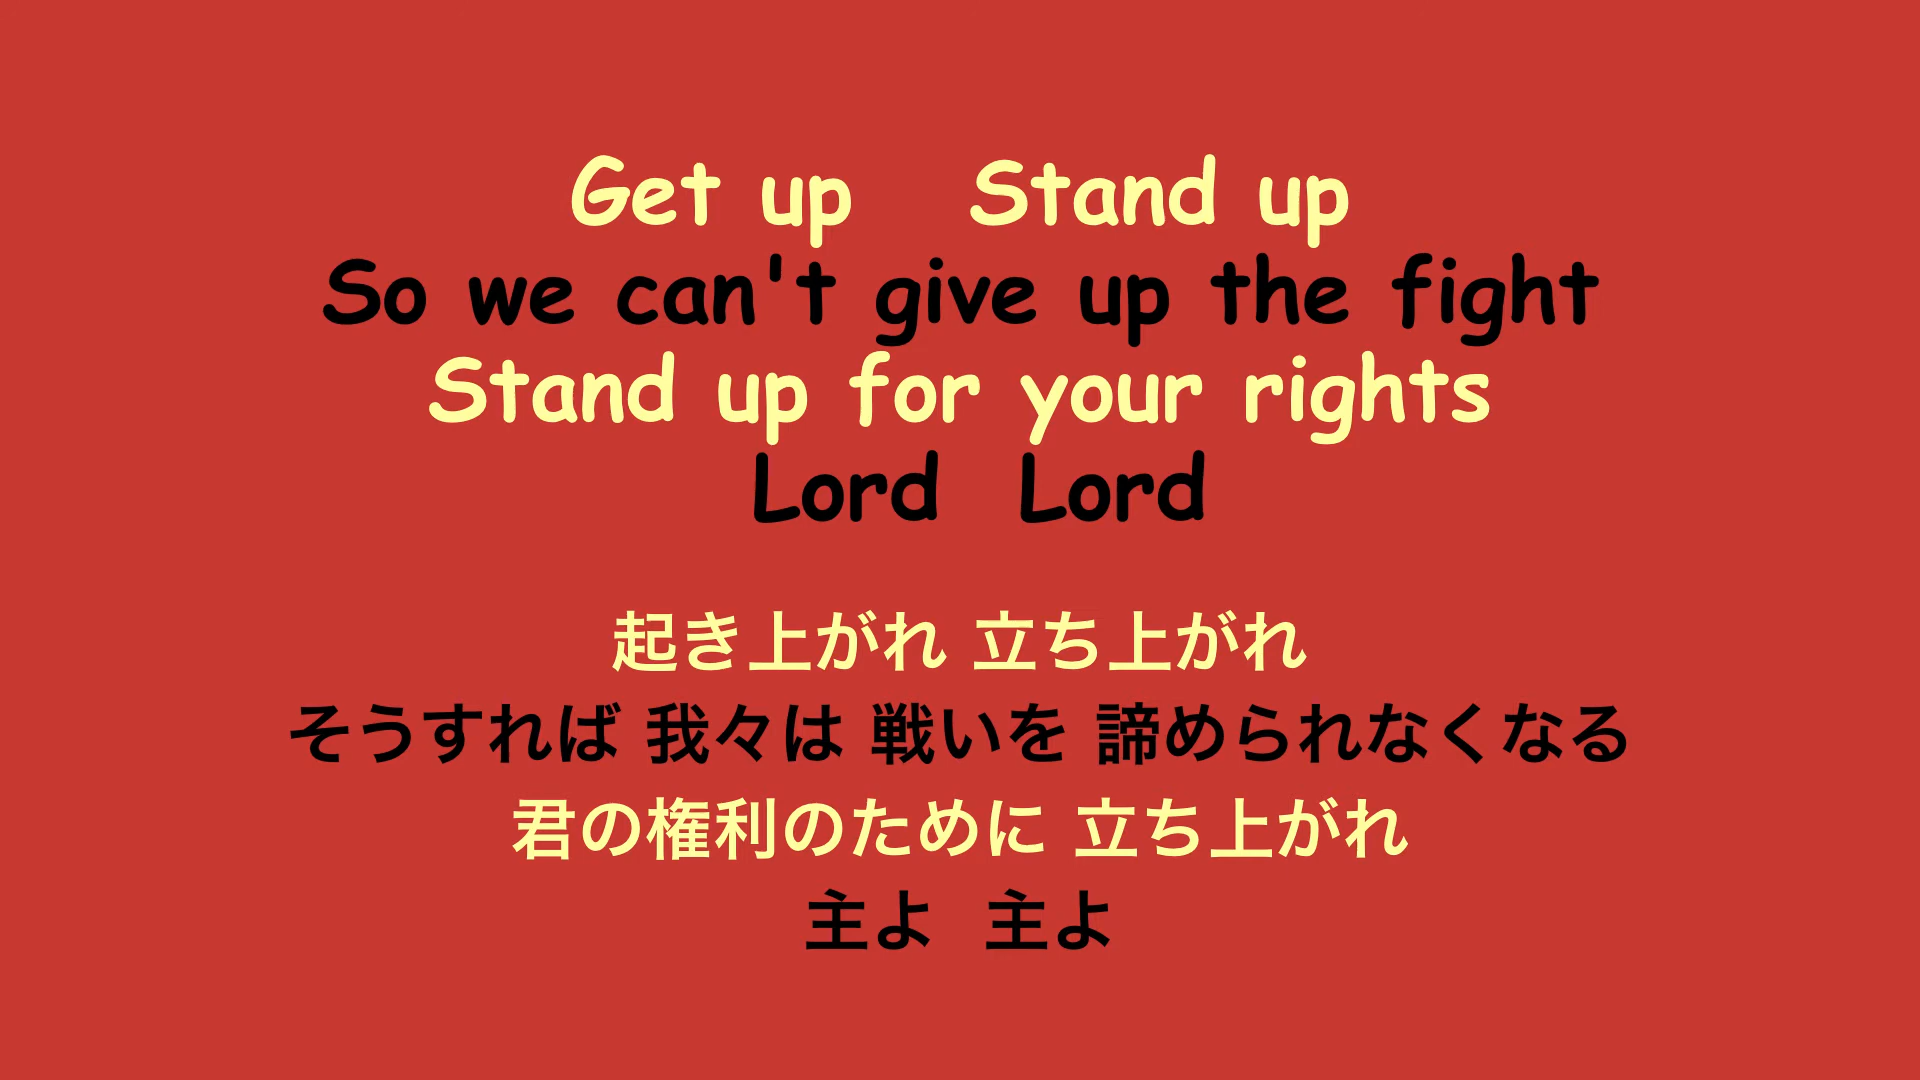 Get up Stand up
So we can't give up the fight
Stand up for your rights
Lord Lord
起き上がれ 立ち上がれ
そうすれば 我々は 戦いを 諦められなくなる
君の権利のために 立ち上がれ
主よ 主よ